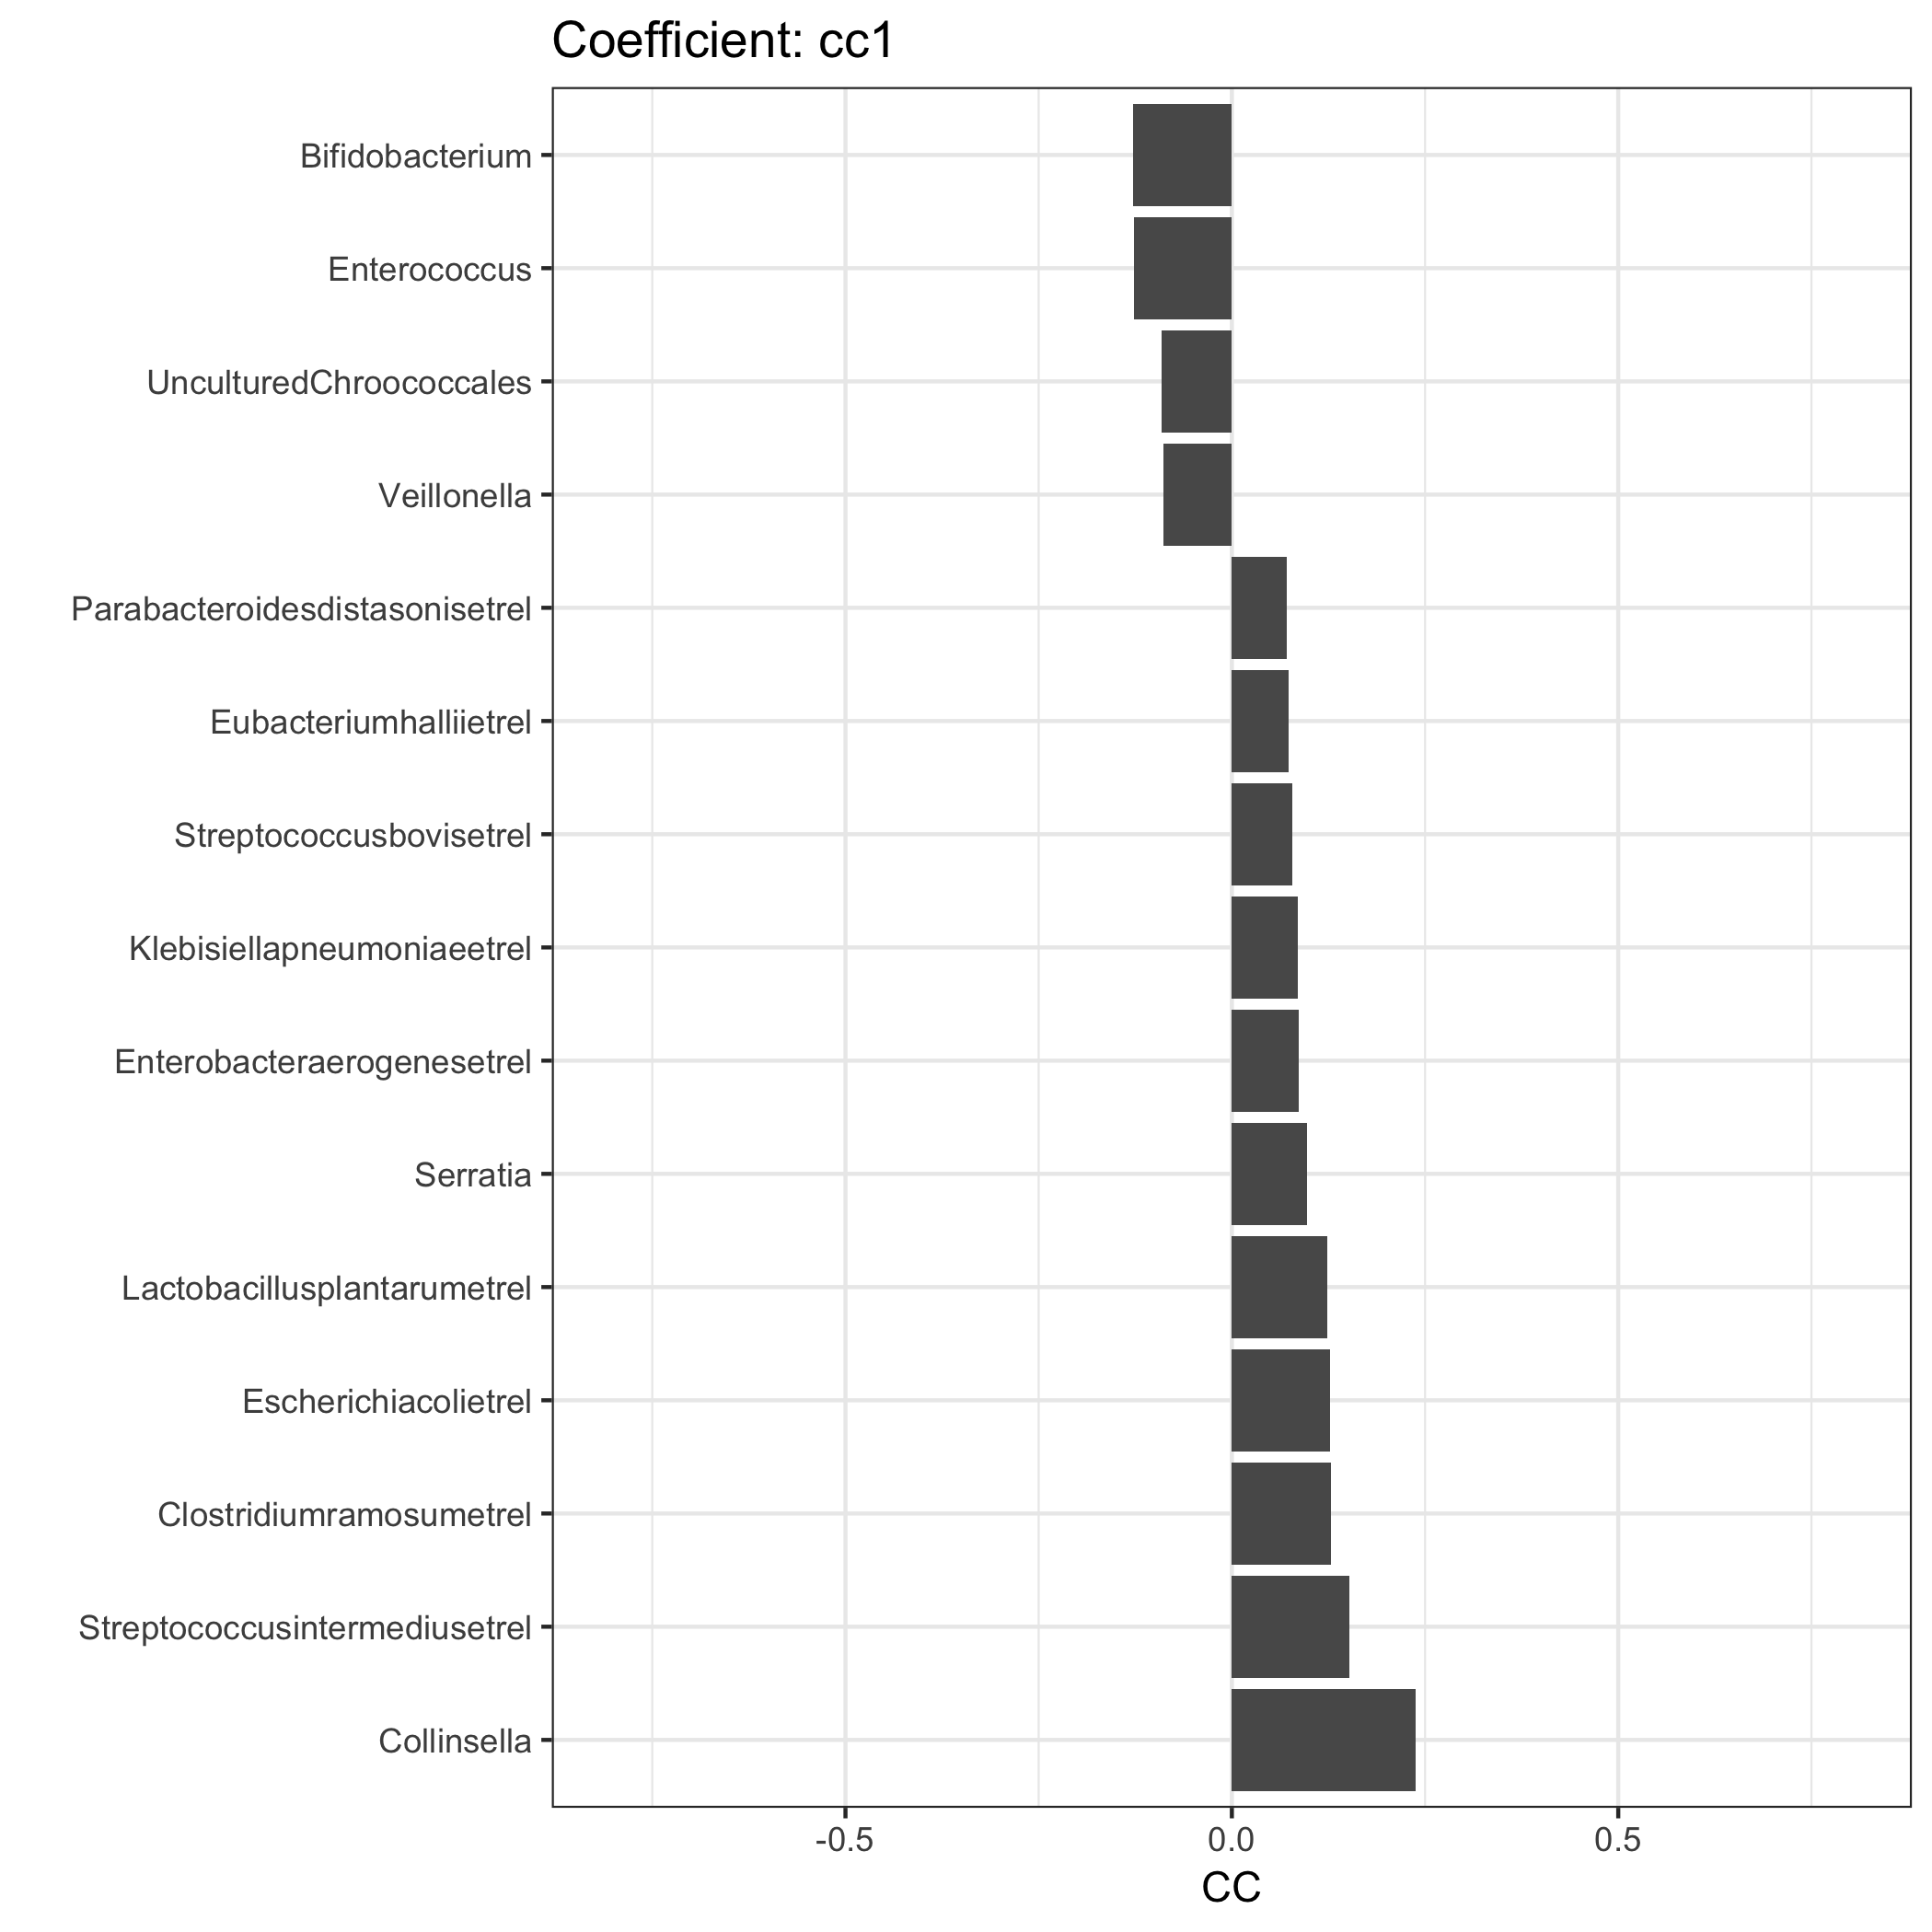 Coefficient: cc1
Bifidobacterium
Enterococcus
UnculturedChroococcales
Veillonella
Parabacteroidesdistasonisetrel
Eubacteriumhalliietrel
Streptococcusbovisetrel
Klebisiellapneumoniaeetrel
Enterobacteraerogenesetrel
Serratia
Lactobacillusplantarumetrel
Escherichiacolietrel
Clostridiumramosumetrel
Streptococcusintermediusetrel
Collinsella
-0.5 0.0 0.5
CC